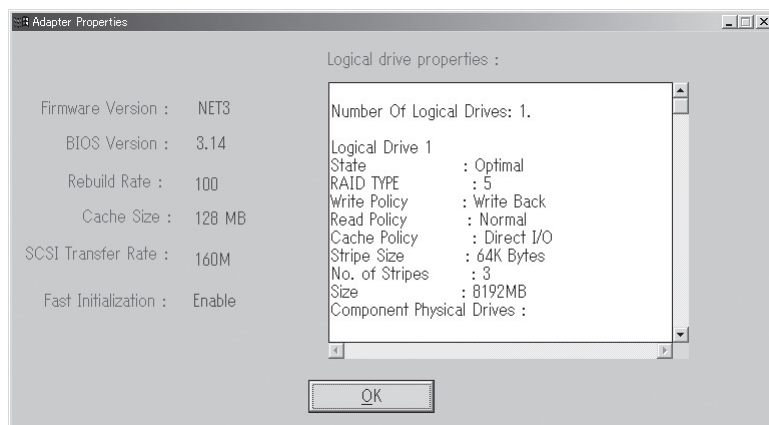 Adapter Properties
Logical drive properties :
Firmware Version : NET3
BIOS Version : 3.14
Rebuild Rate : 100
Cache Size : 128 MB
SCSI Transfer Rate : 160M
Fast Initialization : Enable
Number Of Logical Drives: 1.
Logical Drive 1
State : Optimal
RAID TYPE : 5
Write Policy : Write Back
Read Policy : Normal
Cache Policy : Direct I/O
Stripe Size : 64K Bytes
No. of Stripes : 3
Size : 8192MB
Component Physical Drives :
OK